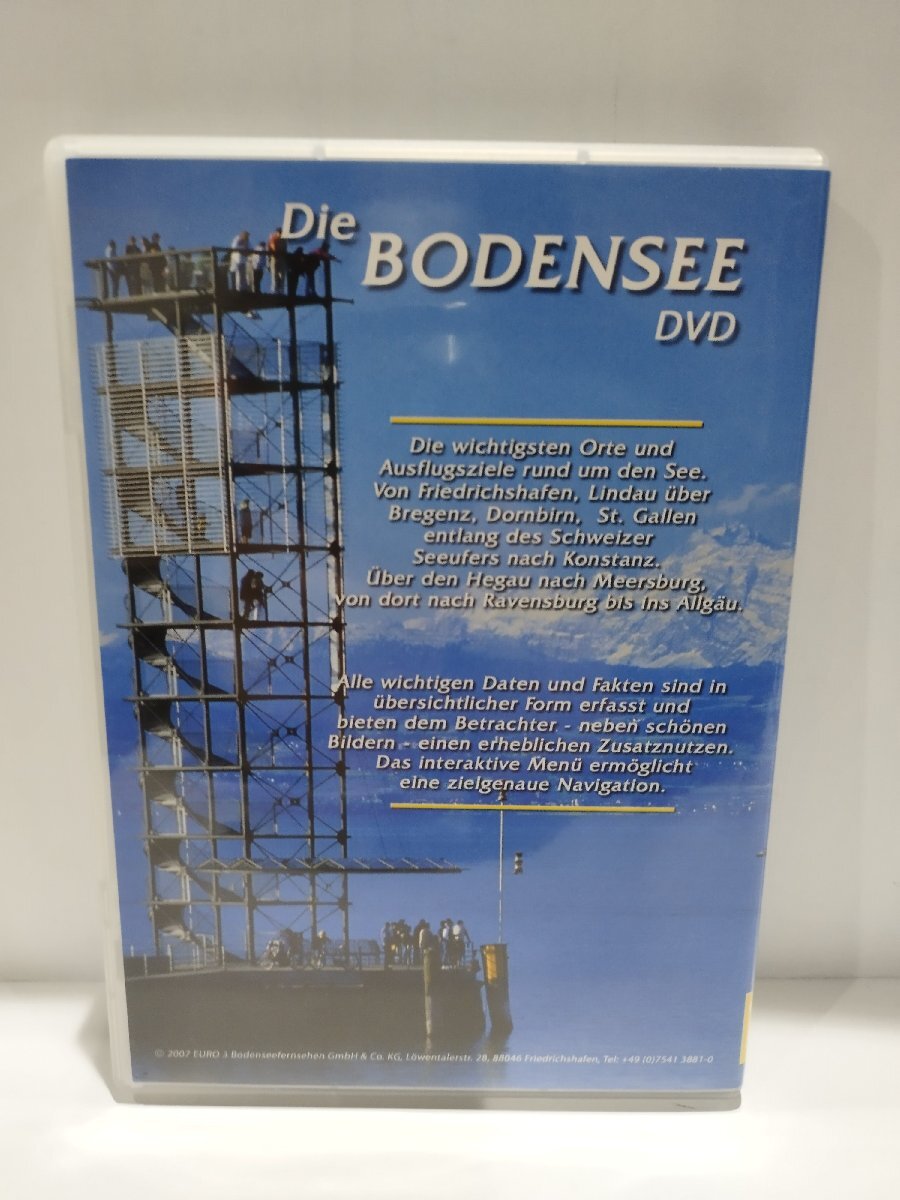 Die
BODENSEE
DVD
Die wichtigsten Orte und
Ausflugsziele rund um den See.
Von Friedrichshafen, Lindau über
Bregenz, Dornbirn, St. Gallen
entlang des Schweizer
Seeufers nach Konstanz.
Über den Hegau nach Meersburg,
von dort nach Ravensburg bis ins Allgäu.
Alle wichtigen Daten und Fakten sind in
übersichtlicher Form erfasst und
bieten dem Betrachter - neben schönen
Bildern - einen erheblichen Zusatznutzen.
Das interaktive Menü ermöglicht
eine zielgenaue Navigation.
© 2007 EURO 3 Bodenseefernsehen GmbH & Co. KG, Löwentalerstr. 28, 88046 Friedrichshafen, Tel: +49 (0)7541 3881-0